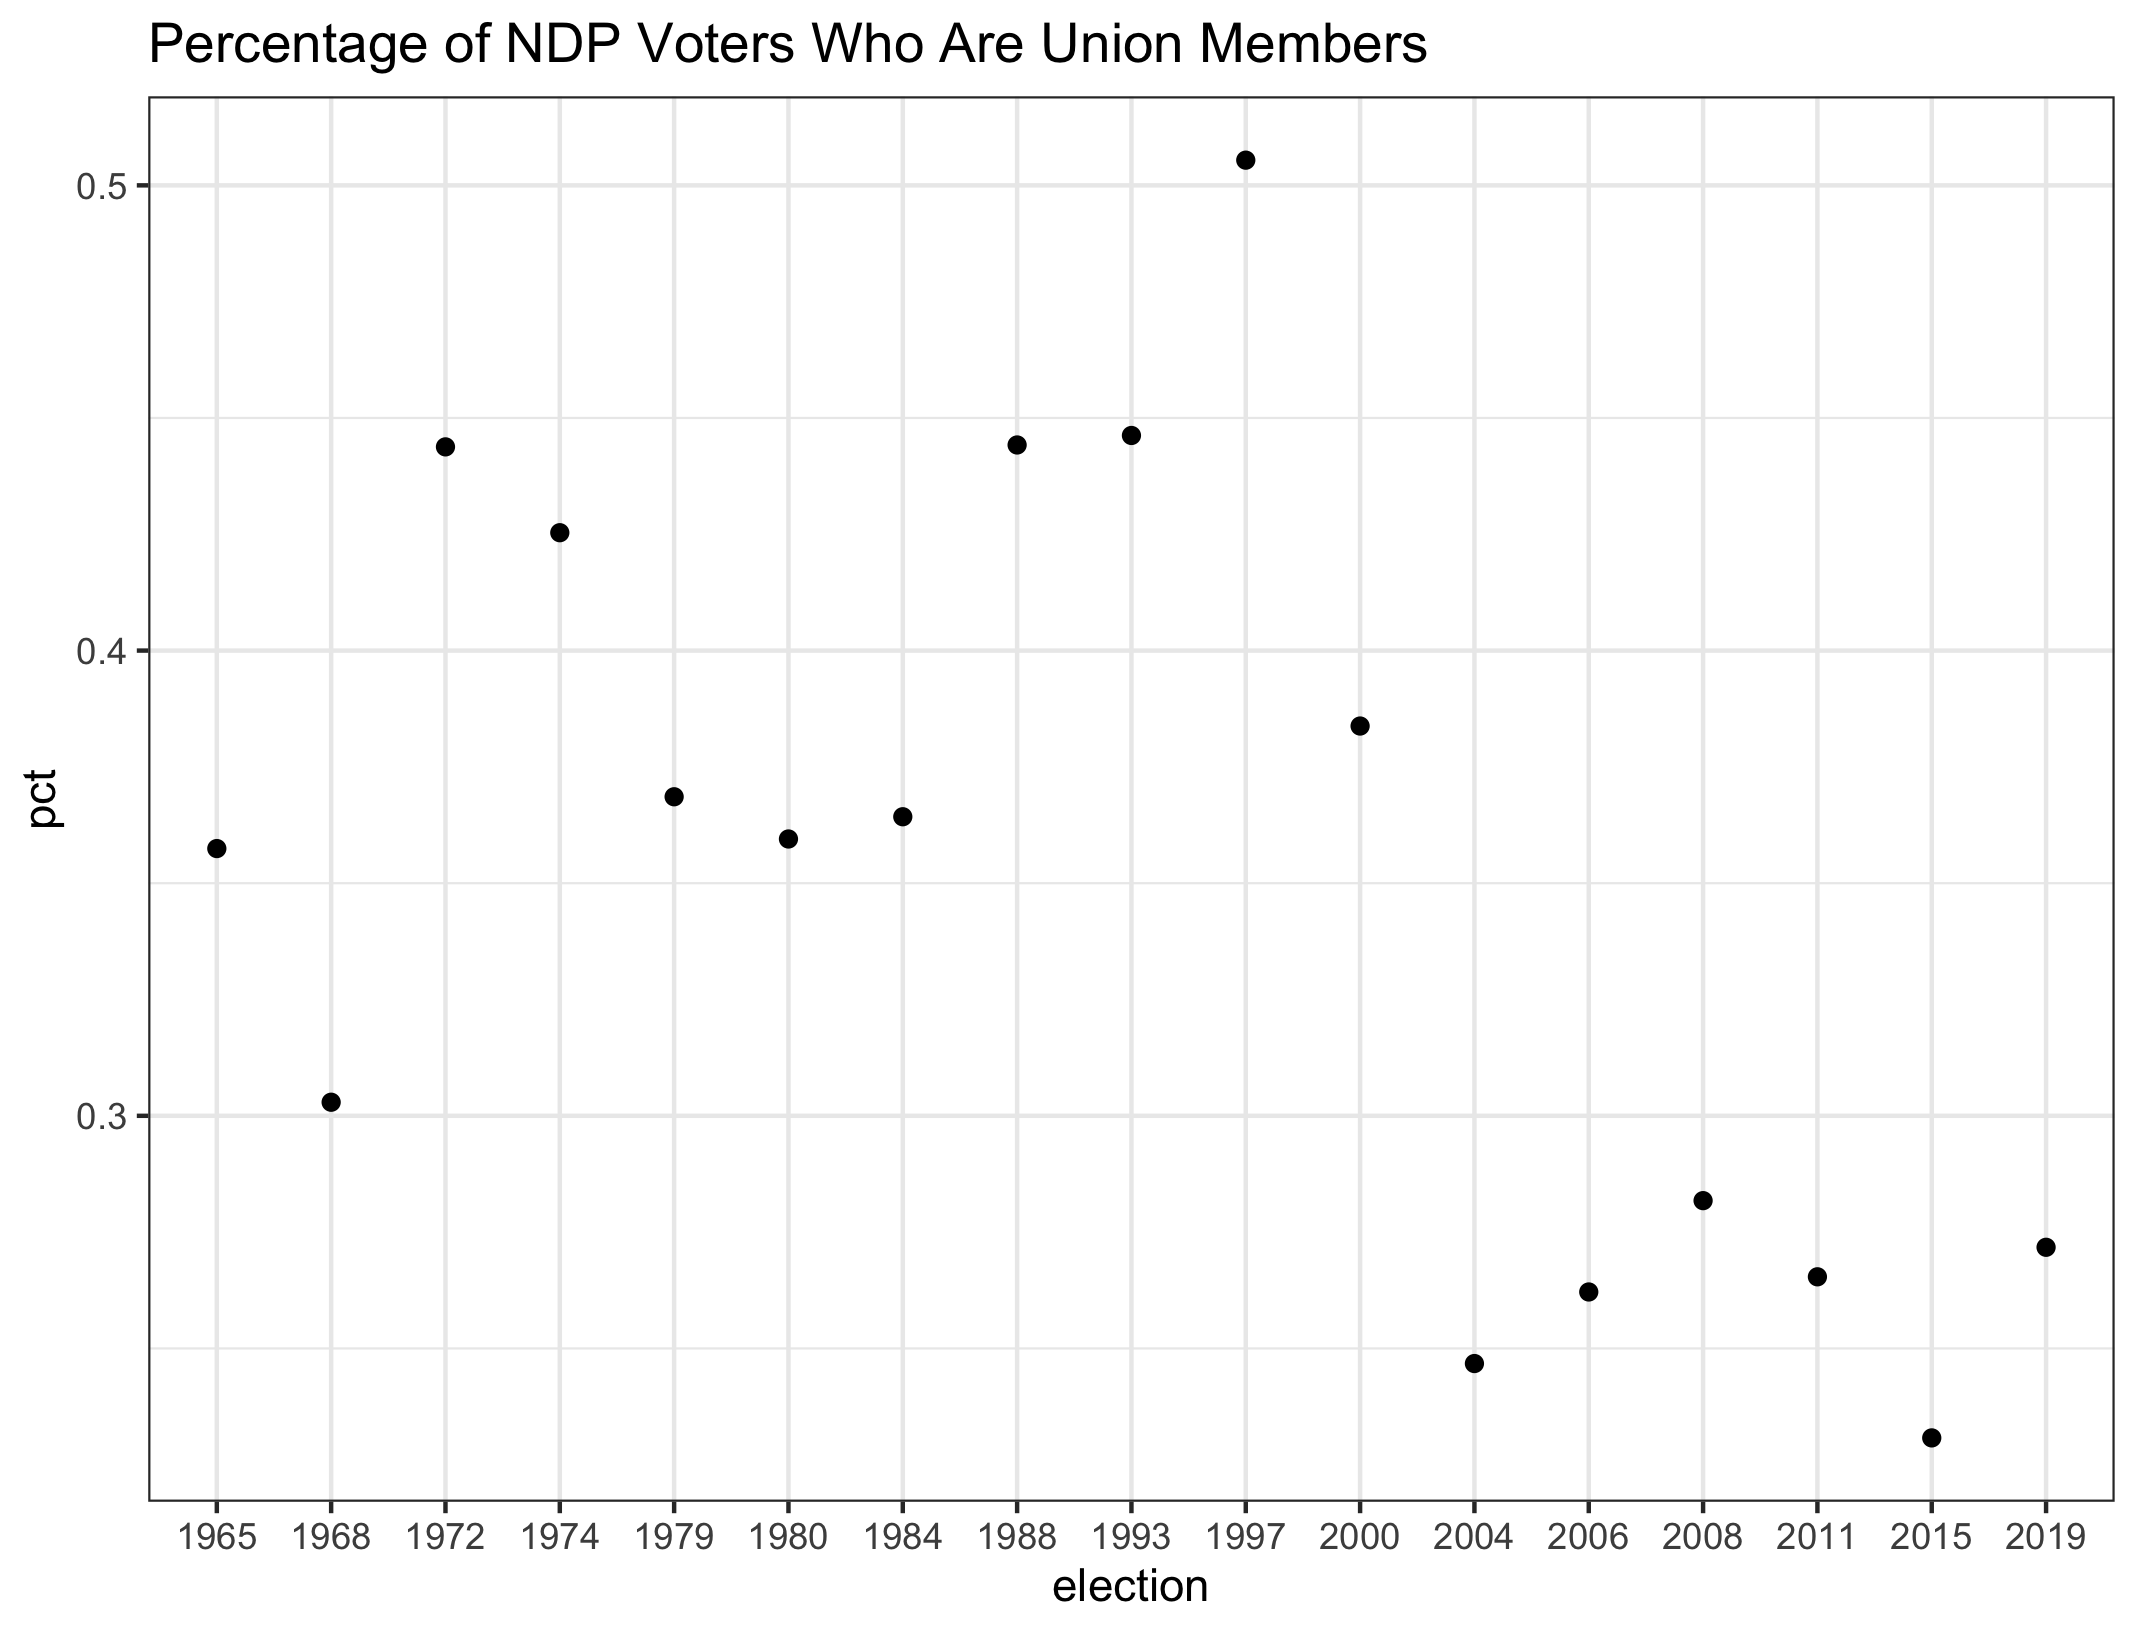 Percentage of NDP Voters Who Are Union Members
0.5
0.4
pct
0.3
1965 1968 1972 1974 1979 1980 1984 1988 1993 1997 2000 2004 2006 2008 2011 2015 2019
election